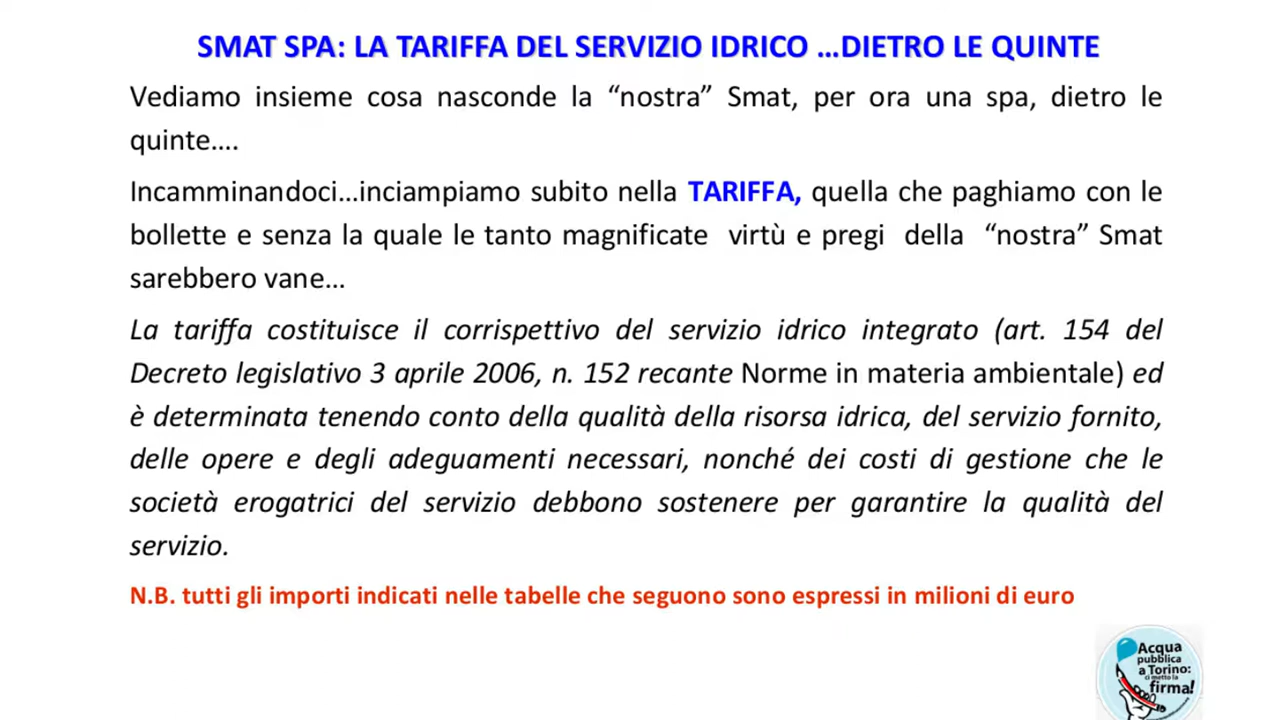 SMAT SPA: LA TARIFFA DEL SERVIZIO IDRICO …DIETRO LE QUINTE
Vediamo insieme cosa nasconde la “nostra” Smat, per ora una spa, dietro le
quinte….
Incamminandoci…inciampiamo subito nella TARIFFA, quella che paghiamo con le
bollette e senza la quale le tanto magnificate virtù e pregi della “nostra” Smat
sarebbero vane…
La tariffa costituisce il corrispettivo del servizio idrico integrato (art. 154 del
Decreto legislativo 3 aprile 2006, n. 152 recante Norme in materia ambientale) ed
è determinata tenendo conto della qualità della risorsa idrica, del servizio fornito,
delle opere e degli adeguamenti necessari, nonché dei costi di gestione che le
società erogatrici del servizio debbono sostenere per garantire la qualità del
servizio.
N.B. tutti gli importi indicati nelle tabelle che seguono sono espressi in milioni di euro
Acqua
pubblica
a Torino:
ci metto la
firma!